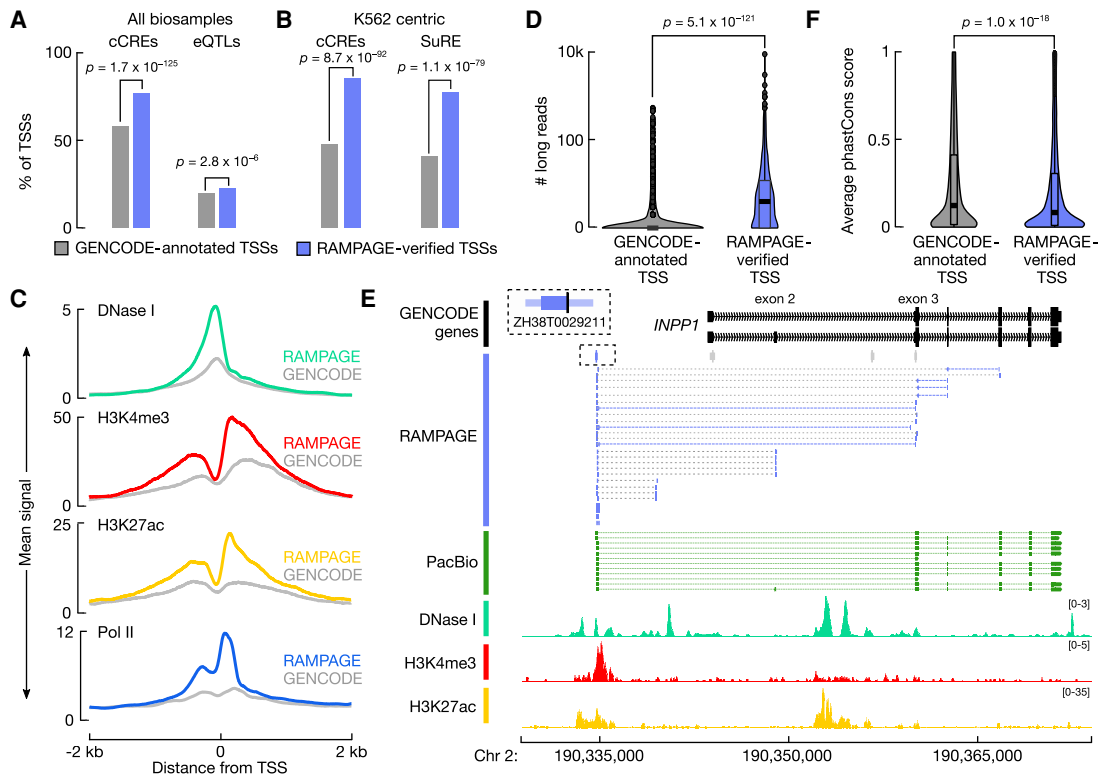 A
All biosamples
cCREs
eQTLs
100
50
0
% of TSSs
p = 1.7 x 10⁻¹²⁵
p = 2.8 x 10⁻⁶
B
K562 centric
cCREs
SuRE
p = 8.7 x 10⁻⁹²
p = 1.1 x 10⁻⁷⁹
GENCODE-annotated TSSs
RAMPAGE-verified TSSs
D
p = 5.1 x 10⁻¹²¹
10k
100
0
# long reads
GENCODE-
annotated
TSS
RAMPAGE-
verified
TSS
F
p = 1.0 x 10⁻¹⁸
1
0
Average phastCons score
GENCODE-
annotated
TSS
RAMPAGE-
verified
TSS
C
Mean signal
DNase I
5
0
RAMPAGE
GENCODE
H3K4me3
50
0
RAMPAGE
GENCODE
H3K27ac
25
0
RAMPAGE
GENCODE
Pol II
12
0
RAMPAGE
GENCODE
-2 kb
0
2 kb
Distance from TSS
E
GENCODE
genes
ZH38T0029211
INPP1
exon 2
exon 3
RAMPAGE
PacBio
DNase I
[0-3]
H3K4me3
[0-5]
H3K27ac
[0-35]
Chr 2:
190,335,000
190,350,000
190,365,000